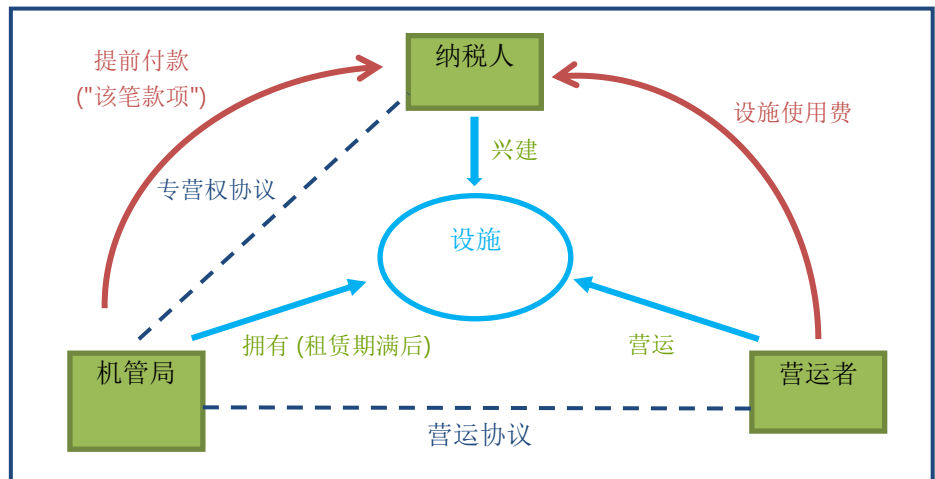 纳税人
提前付款
("该笔款项")
设施使用费
兴建
专营权协议
设施
拥有 (租赁期满后)
营运
机管局
营运者
营运协议